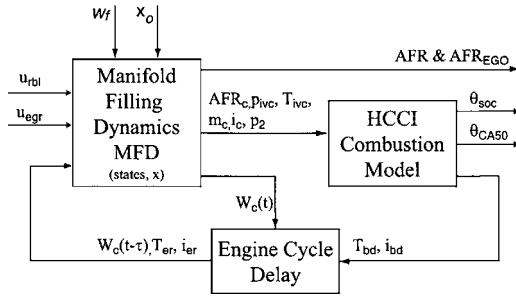 W_f
x_o
AFR & AFR_EGO
u_rbl
u_egr
Manifold
Filling
Dynamics
MFD
(states, x)
AFR_c, p_ivc, T_ivc,
m_c, i_c, p_2
HCCI
Combustion
Model
θ_soc
θ_CA50
W_c(t)
W_c(t-τ), T_er, i_er
Engine Cycle
Delay
T_bd, i_bd